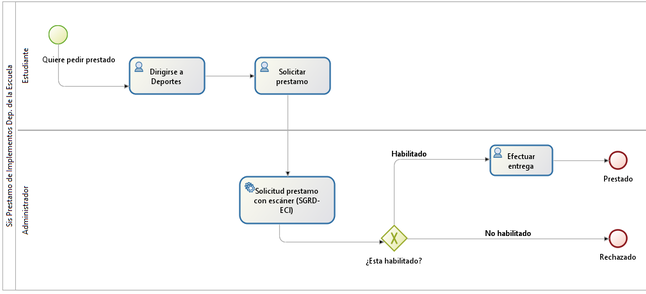 Sis Prestamo de Implementos Dep. de la Escuela
Estudiante
Quiere pedir prestado
Dirigirse a
Deportes
Solicitar
prestamo
Administrador
Solicitud prestamo
con escáner (SGRD-
ECI)
¿Esta habilitado?
Habilitado
Efectuar
entrega
Prestado
No habilitado
Rechazado